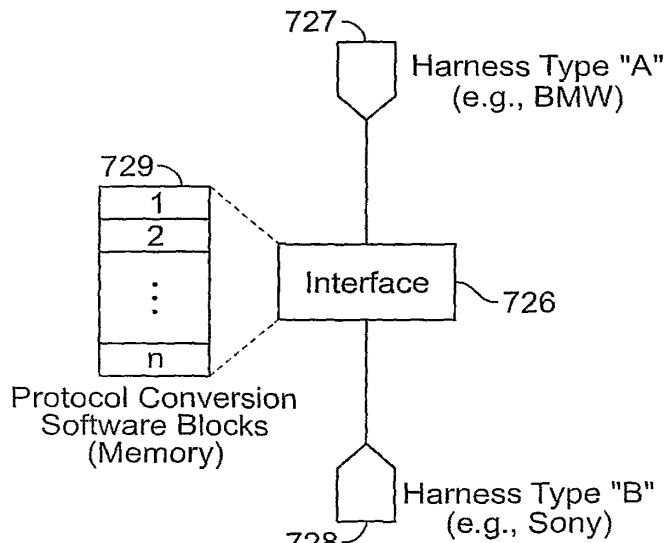 727
Harness Type "A"
(e.g., BMW)
729
1
2
⋮
n
Interface
726
Protocol Conversion
Software Blocks
(Memory)
Harness Type "B"
(e.g., Sony)
728